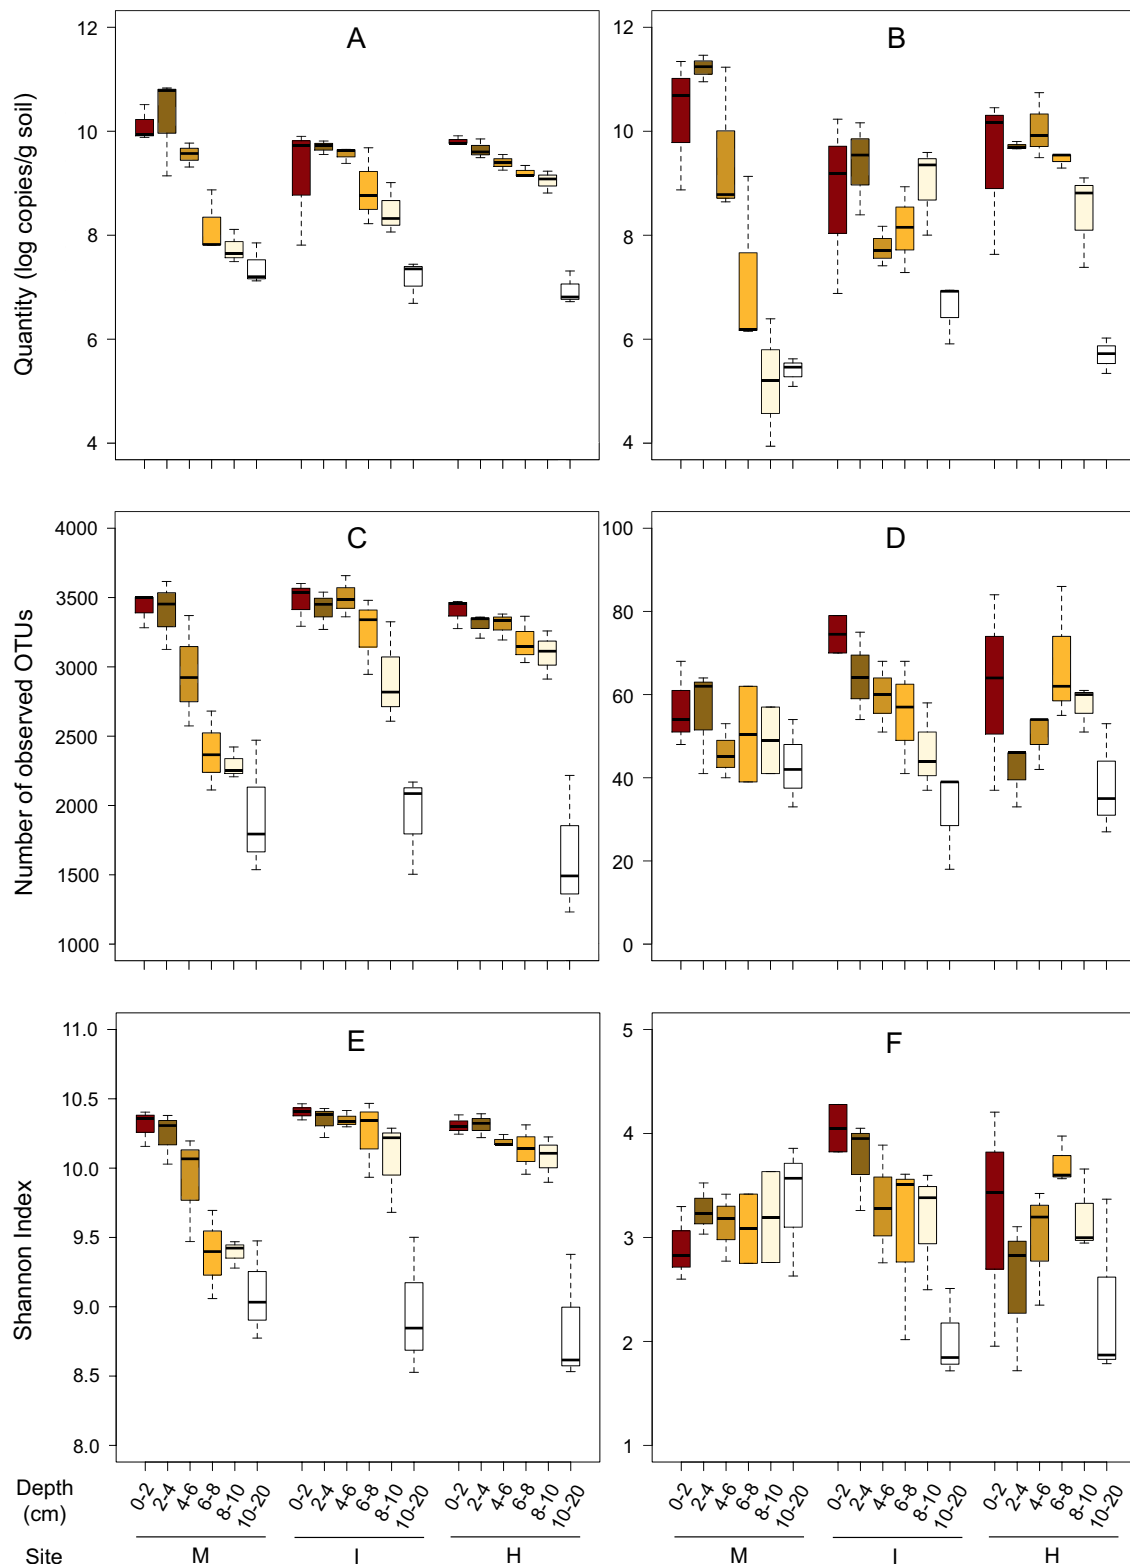 A
B
Quantity (log copies/g soil)
12
10
8
6
4
12
10
8
6
4
C
D
Number of observed OTUs
4000
3500
3000
2500
2000
1500
1000
100
80
60
40
20
0
E
F
Shannon Index
11.0
10.5
10.0
9.5
9.0
8.5
8.0
5
4
3
2
1
Depth (cm)
0-2 2-4 4-6 6-8 8-10 10-20 0-2 2-4 4-6 6-8 8-10 10-20 0-2 2-4 4-6 6-8 8-10 10-20
0-2 2-4 4-6 6-8 8-10 10-20 0-2 2-4 4-6 6-8 8-10 10-20 0-2 2-4 4-6 6-8 8-10 10-20
Site M I H M I H